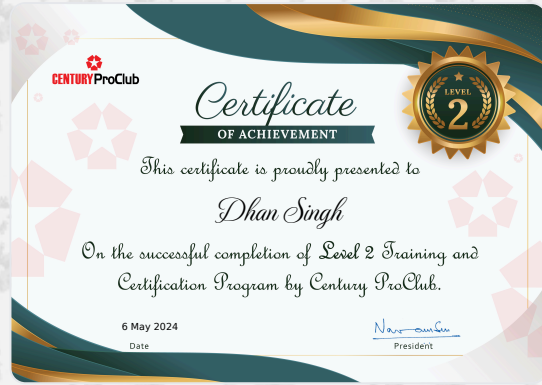 CENTURY ProClub
Certificate
OF ACHIEVEMENT
LEVEL
2
This certificate is proudly presented to
Dhan Singh
On the successful completion of Level 2 Training and
Certification Program by Century ProClub.
6 May 2024
Date
President